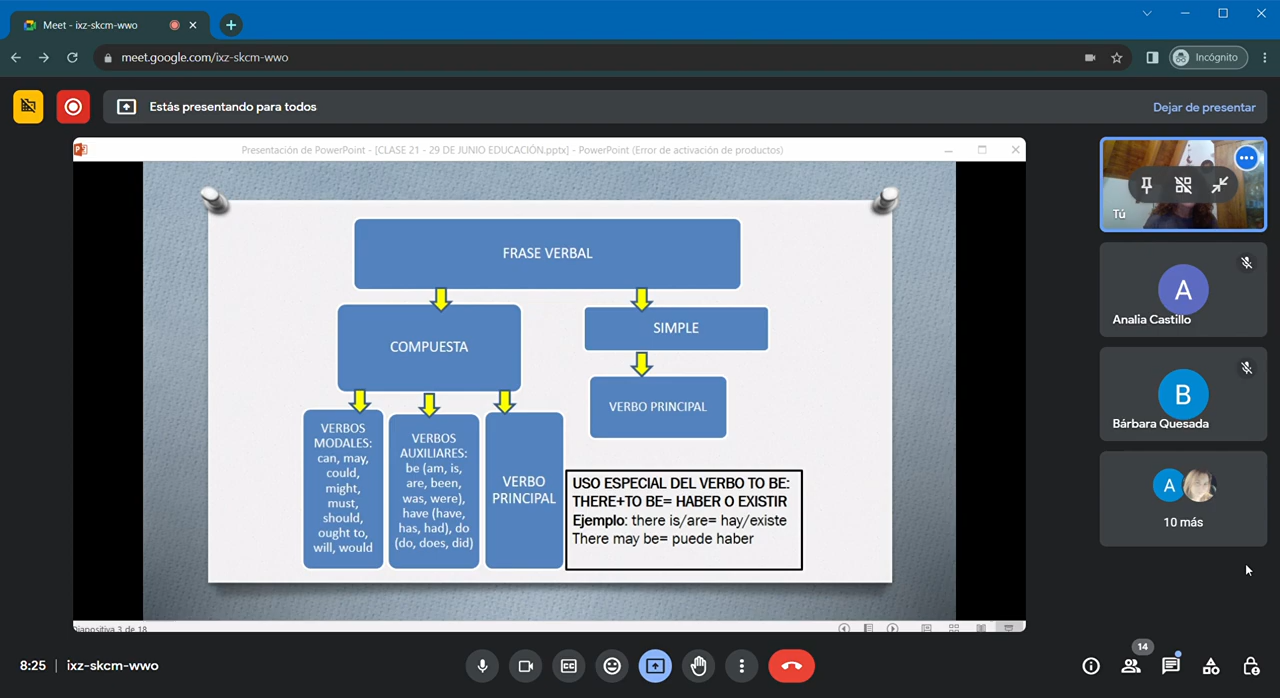 Meet - ixz-skcm-wwo
meet.google.com/ixz-skcm-wwo
Incógnito
Estás presentando para todos
Dejar de presentar
Presentación de PowerPoint - [CLASE 21 - 29 DE JUNIO EDUCACIÓN.pptx] - PowerPoint (Error de activación de productos)
FRASE VERBAL
COMPUESTA
SIMPLE
VERBO PRINCIPAL
VERBOS
MODALES:
can, may,
could,
might,
must,
should,
ought to,
will, would
VERBOS
AUXILIARES:
be (am, is,
are, been,
was, were),
have (have,
has, had), do
(do, does, did)
VERBO
PRINCIPAL
USO ESPECIAL DEL VERBO TO BE:
THERE+TO BE= HABER O EXISTIR
Ejemplo: there is/are= hay/existe
There may be= puede haber
Diapositiva 3 de 18
Tú
A
Analia Castillo
B
Bárbara Quesada
A
10 más
8:25 | ixz-skcm-wwo
14